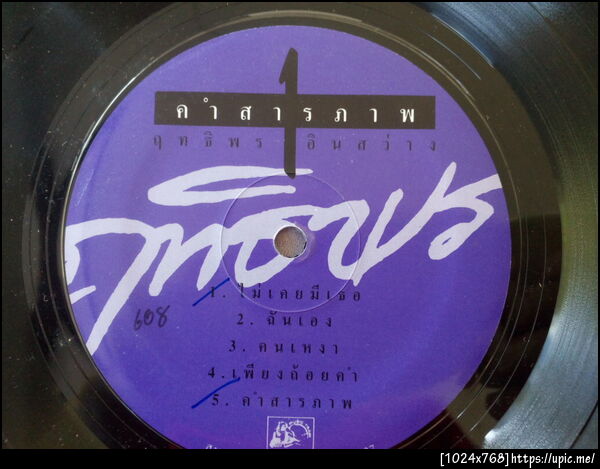 1
คำสารภาพ
ฤทธิพร อินสว่าง
ฤทธิพร
1. ไม่เคยมีเธอ
608
2. ฉันเอง
3. คนเหงา
4. เพียงถ้อยคำ
5. คำสารภาพ
[1024x768]https://upic.me/